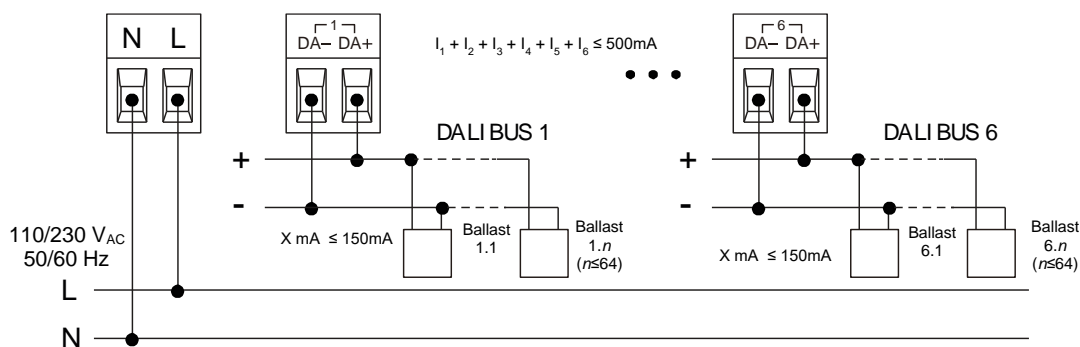 N L
1
DA– DA+
I1 + I2 + I3 + I4 + I5 + I6 ≤ 500mA
6
DA– DA+
DALI BUS 1
DALI BUS 6
+
-
+
-
X mA ≤ 150mA
Ballast
1.1
Ballast
1.n
(n≤64)
X mA ≤ 150mA
Ballast
6.1
Ballast
6.n
(n≤64)
110/230 VAC
50/60 Hz
L
N